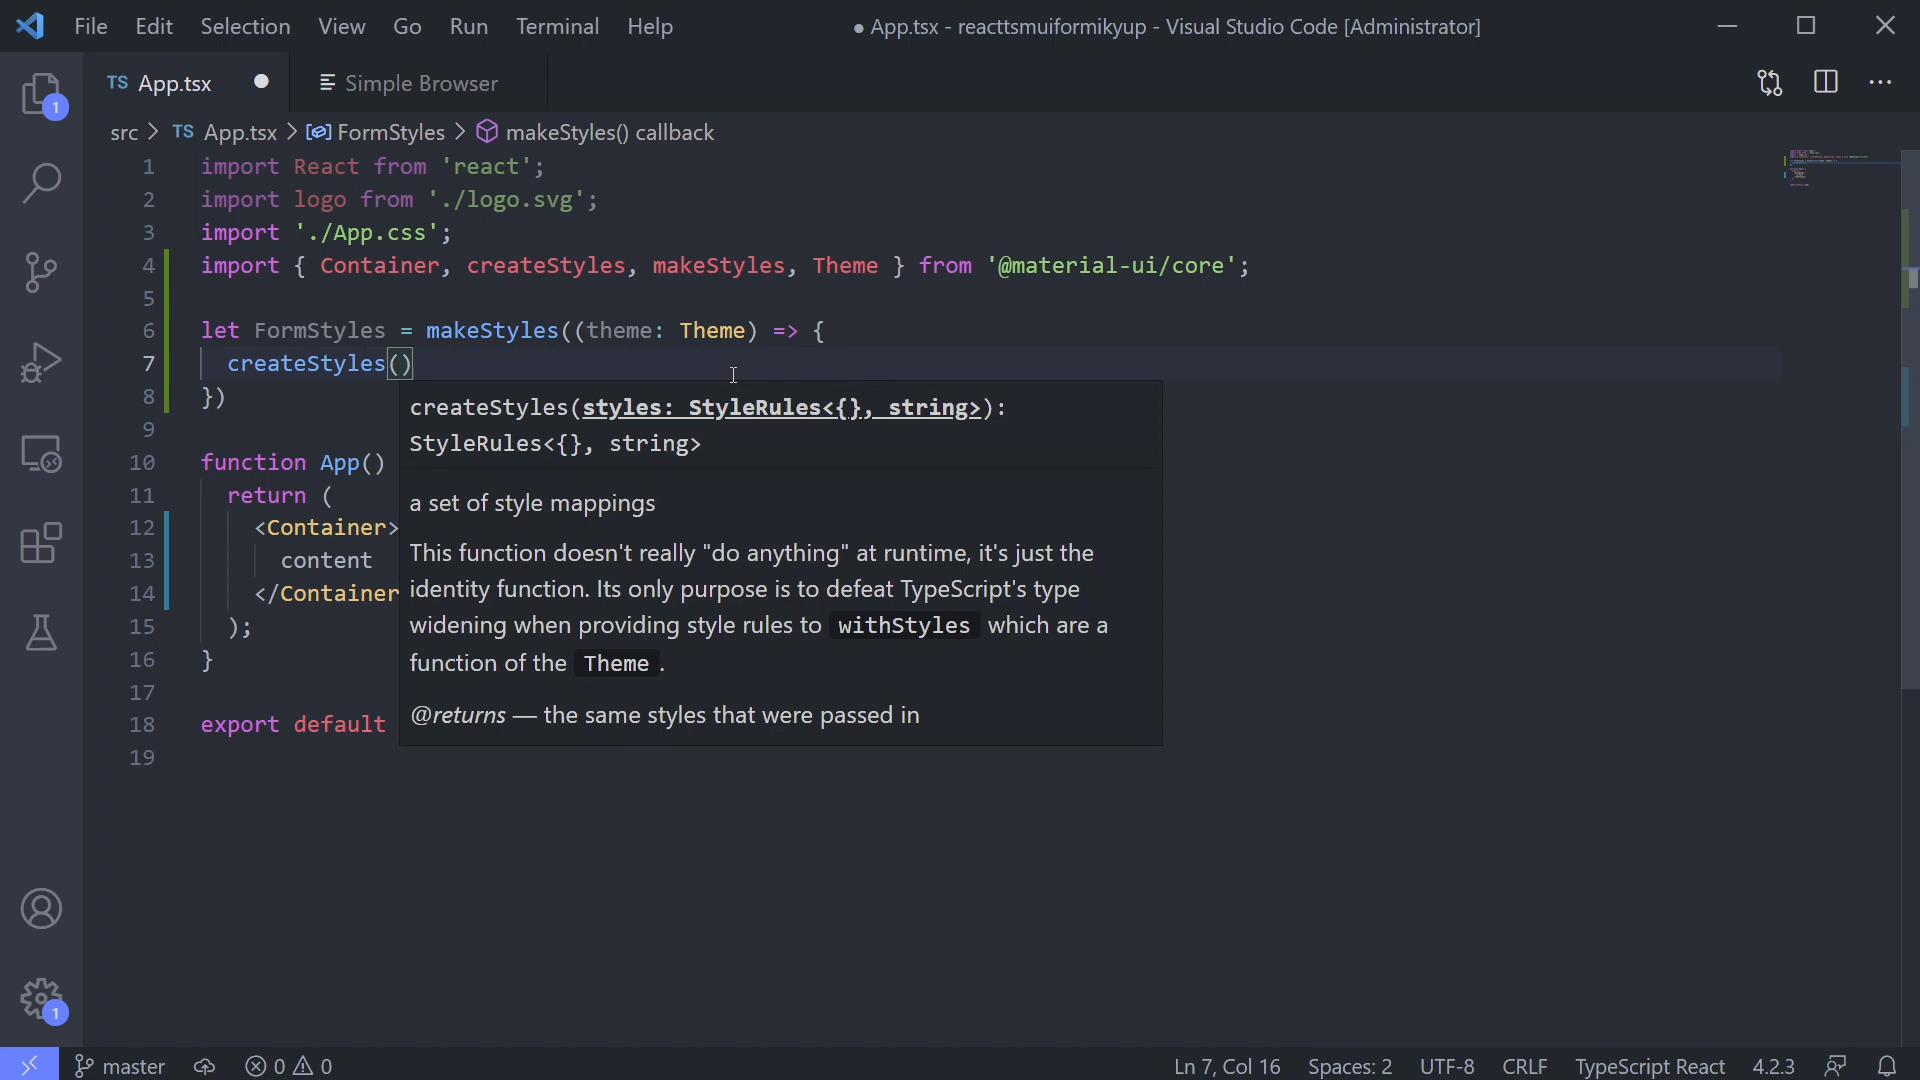 File Edit Selection View Go Run Terminal Help
● App.tsx - reacttsmuiformikyup - Visual Studio Code [Administrator]
TS App.tsx ●
Simple Browser
src > TS App.tsx > FormStyles > makeStyles() callback
1 import React from 'react';
2 import logo from './logo.svg';
3 import './App.css';
4 import { Container, createStyles, makeStyles, Theme } from '@material-ui/core';
5
6 let FormStyles = makeStyles((theme: Theme) => {
7 createStyles()
8 })
9
10 function App()
11 return (
12 <Container>
13 content
14 </Container
15 );
16 }
17
18 export default
19
createStyles(styles: StyleRules<{}, string>):
StyleRules<{}, string>
a set of style mappings
This function doesn't really "do anything" at runtime, it's just the
identity function. Its only purpose is to defeat TypeScript's type
widening when providing style rules to withStyles which are a
function of the Theme.
@returns — the same styles that were passed in
1
1
master 0 0 Ln 7, Col 16 Spaces: 2 UTF-8 CRLF TypeScript React 4.2.3